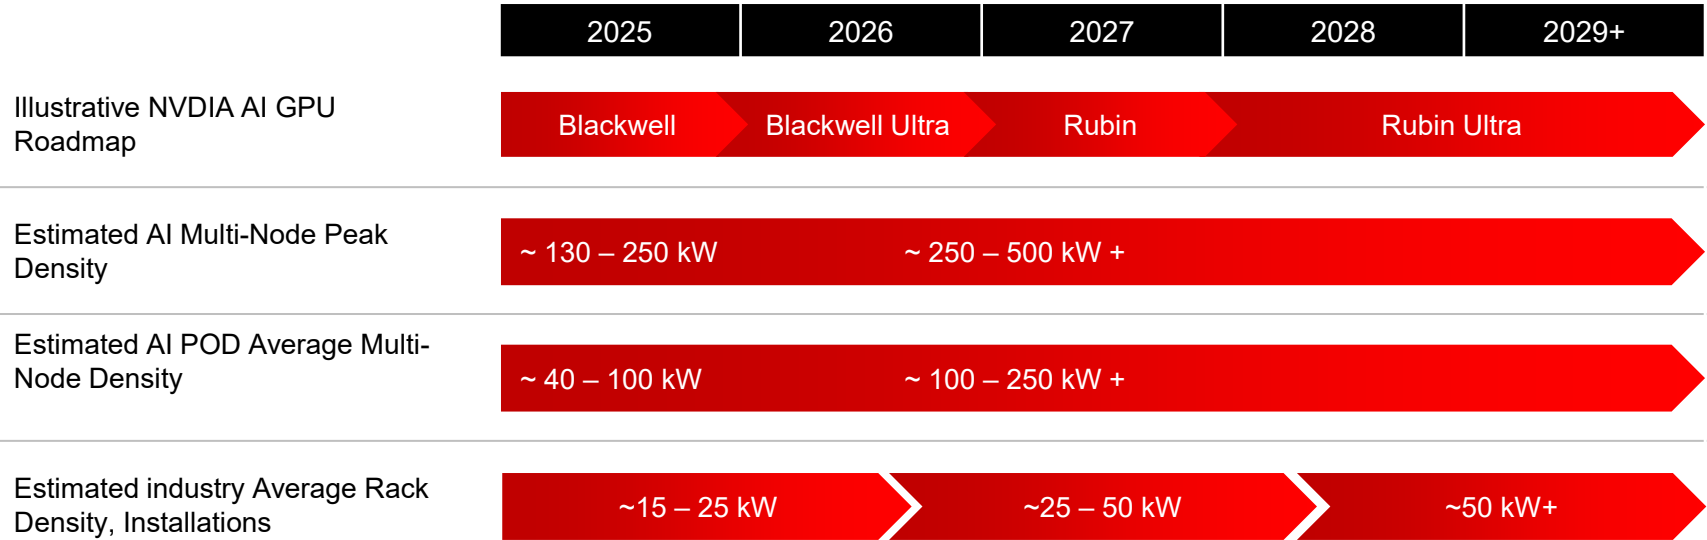 2025 2026 2027 2028 2029+
Illustrative NVDIA AI GPU
Roadmap
Blackwell Blackwell Ultra Rubin Rubin Ultra
Estimated AI Multi-Node Peak
Density
~ 130 – 250 kW ~ 250 – 500 kW +
Estimated AI POD Average Multi-
Node Density
~ 40 – 100 kW ~ 100 – 250 kW +
Estimated industry Average Rack
Density, Installations
~15 – 25 kW ~25 – 50 kW ~50 kW+